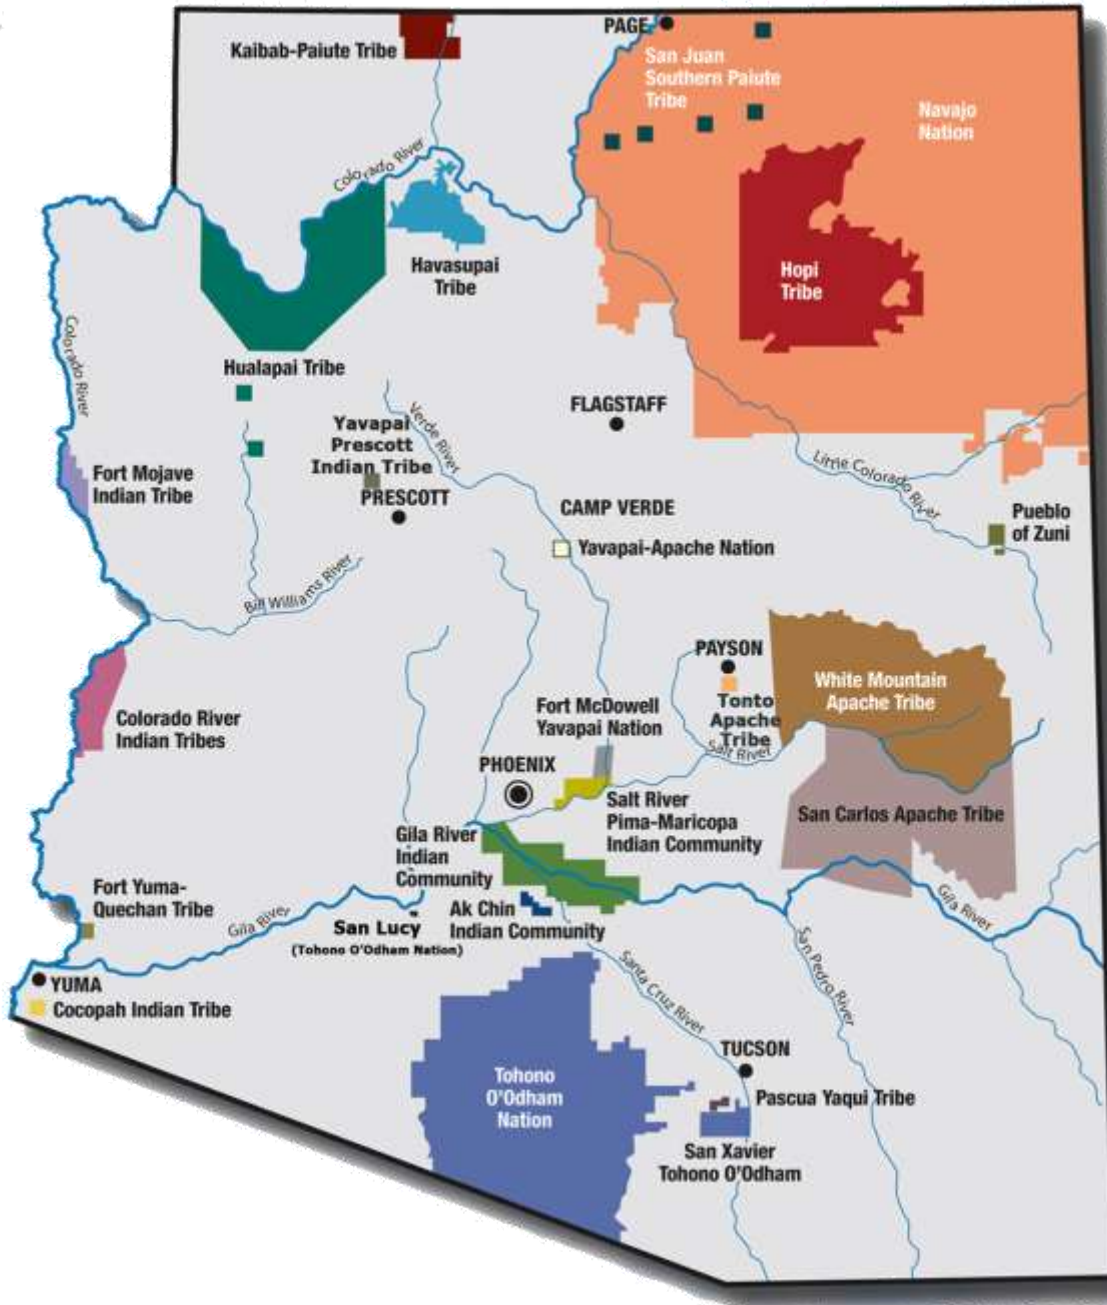 PAGE
Kaibab-Paiute Tribe
San Juan
Southern Paiute
Tribe
Navajo
Nation
Colorado River
Havasupai
Tribe
Hopi
Tribe
Colorado River
Hualapai Tribe
FLAGSTAFF
Yavapai
Prescott
Indian Tribe
Verde River
Little Colorado River
Fort Mojave
Indian Tribe
PRESCOTT
CAMP VERDE
Pueblo
of Zuni
Yavapai-Apache Nation
Bill Williams River
PAYSON
White Mountain
Apache Tribe
Tonto
Apache
Tribe
Salt River
Fort McDowell
Yavapai Nation
Colorado River
Indian Tribes
PHOENIX
Salt River
Pima-Maricopa
Indian Community
San Carlos Apache Tribe
Gila River
Indian
Community
Fort Yuma-
Quechan Tribe
Gila River
Ak Chin
Indian Community
San Lucy
(Tohono O'Odham Nation)
Gila River
San Pedro River
Santa Cruz River
YUMA
Cocopah Indian Tribe
TUCSON
Tohono
O'Odham
Nation
Pascua Yaqui Tribe
San Xavier
Tohono O'Odham